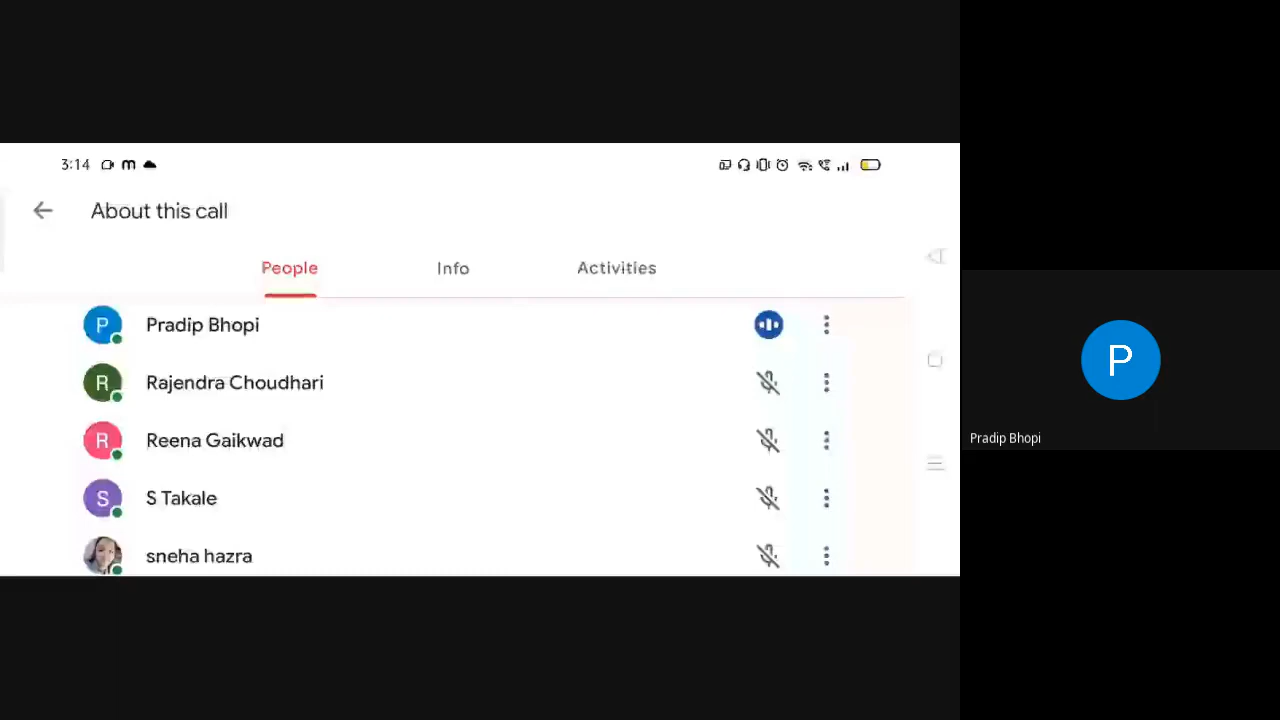 3:14 m
About this call
People Info Activities
P Pradip Bhopi
R Rajendra Choudhari
R Reena Gaikwad
S S Takale
sneha hazra
P
Pradip Bhopi